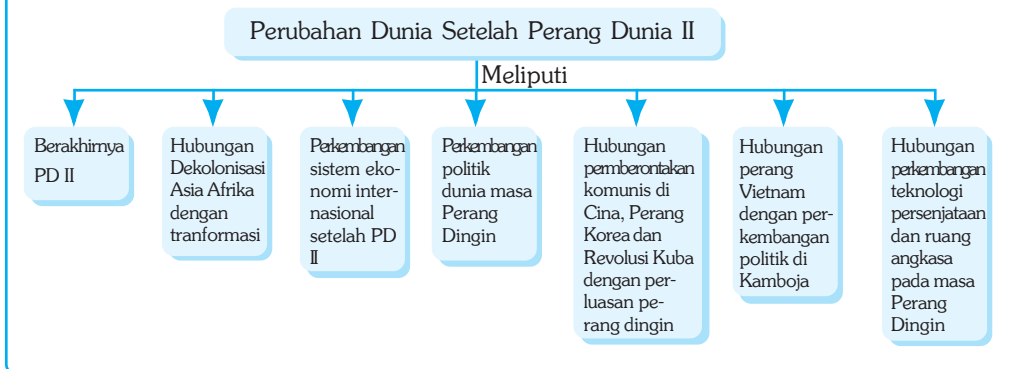 Perubahan Dunia Setelah Perang Dunia II
Meliputi
Berakhirnya
PD II
Hubungan
Dekolonisasi
Asia Afrika
dengan
tranformasi
Perkembangan
sistem eko-
nomi inter-
nasional
setelah PD
II
Perkembangan
politik
dunia masa
Perang
Dingin
Hubungan
permberontakan
komunis di
Cina, Perang
Korea dan
Revolusi Kuba
dengan per-
luasan pe-
rang dingin
Hubungan
perang
Vietnam
dengan per-
kembangan
politik di
Kamboja
Hubungan
perkembangan
teknologi
persenjataan
dan ruang
angkasa
pada masa
Perang
Dingin